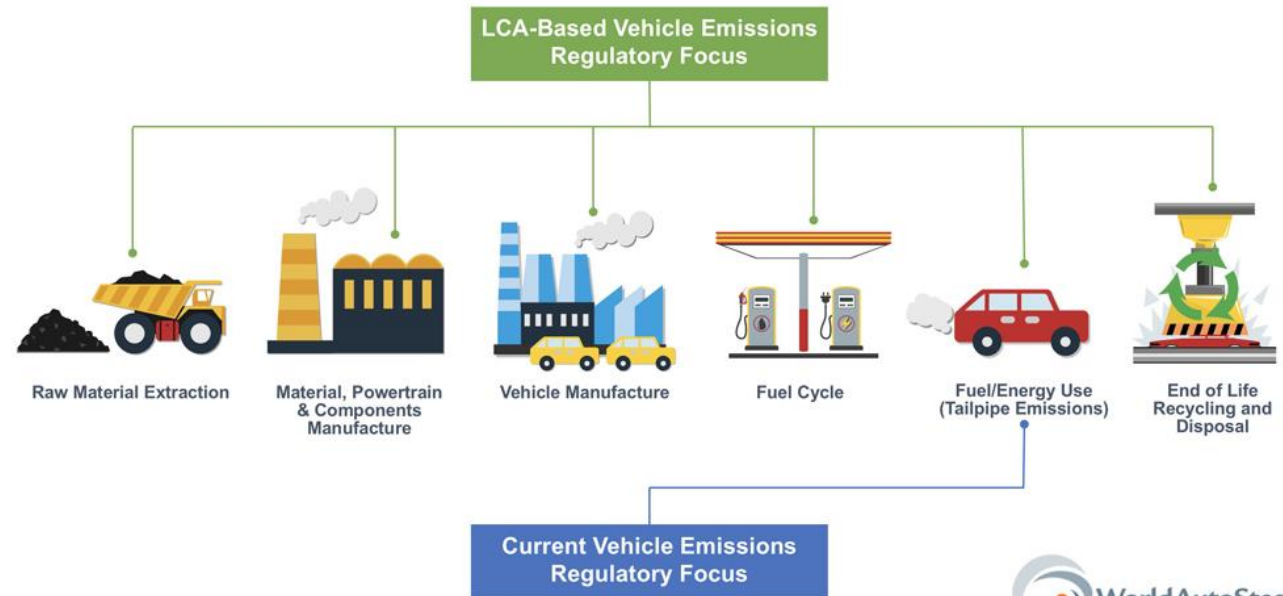 LCA-Based Vehicle Emissions
Regulatory Focus
Raw Material Extraction
Material, Powertrain
& Components
Manufacture
Vehicle Manufacture
Fuel Cycle
Fuel/Energy Use
(Tailpipe Emissions)
End of Life
Recycling and
Disposal
Current Vehicle Emissions
Regulatory Focus